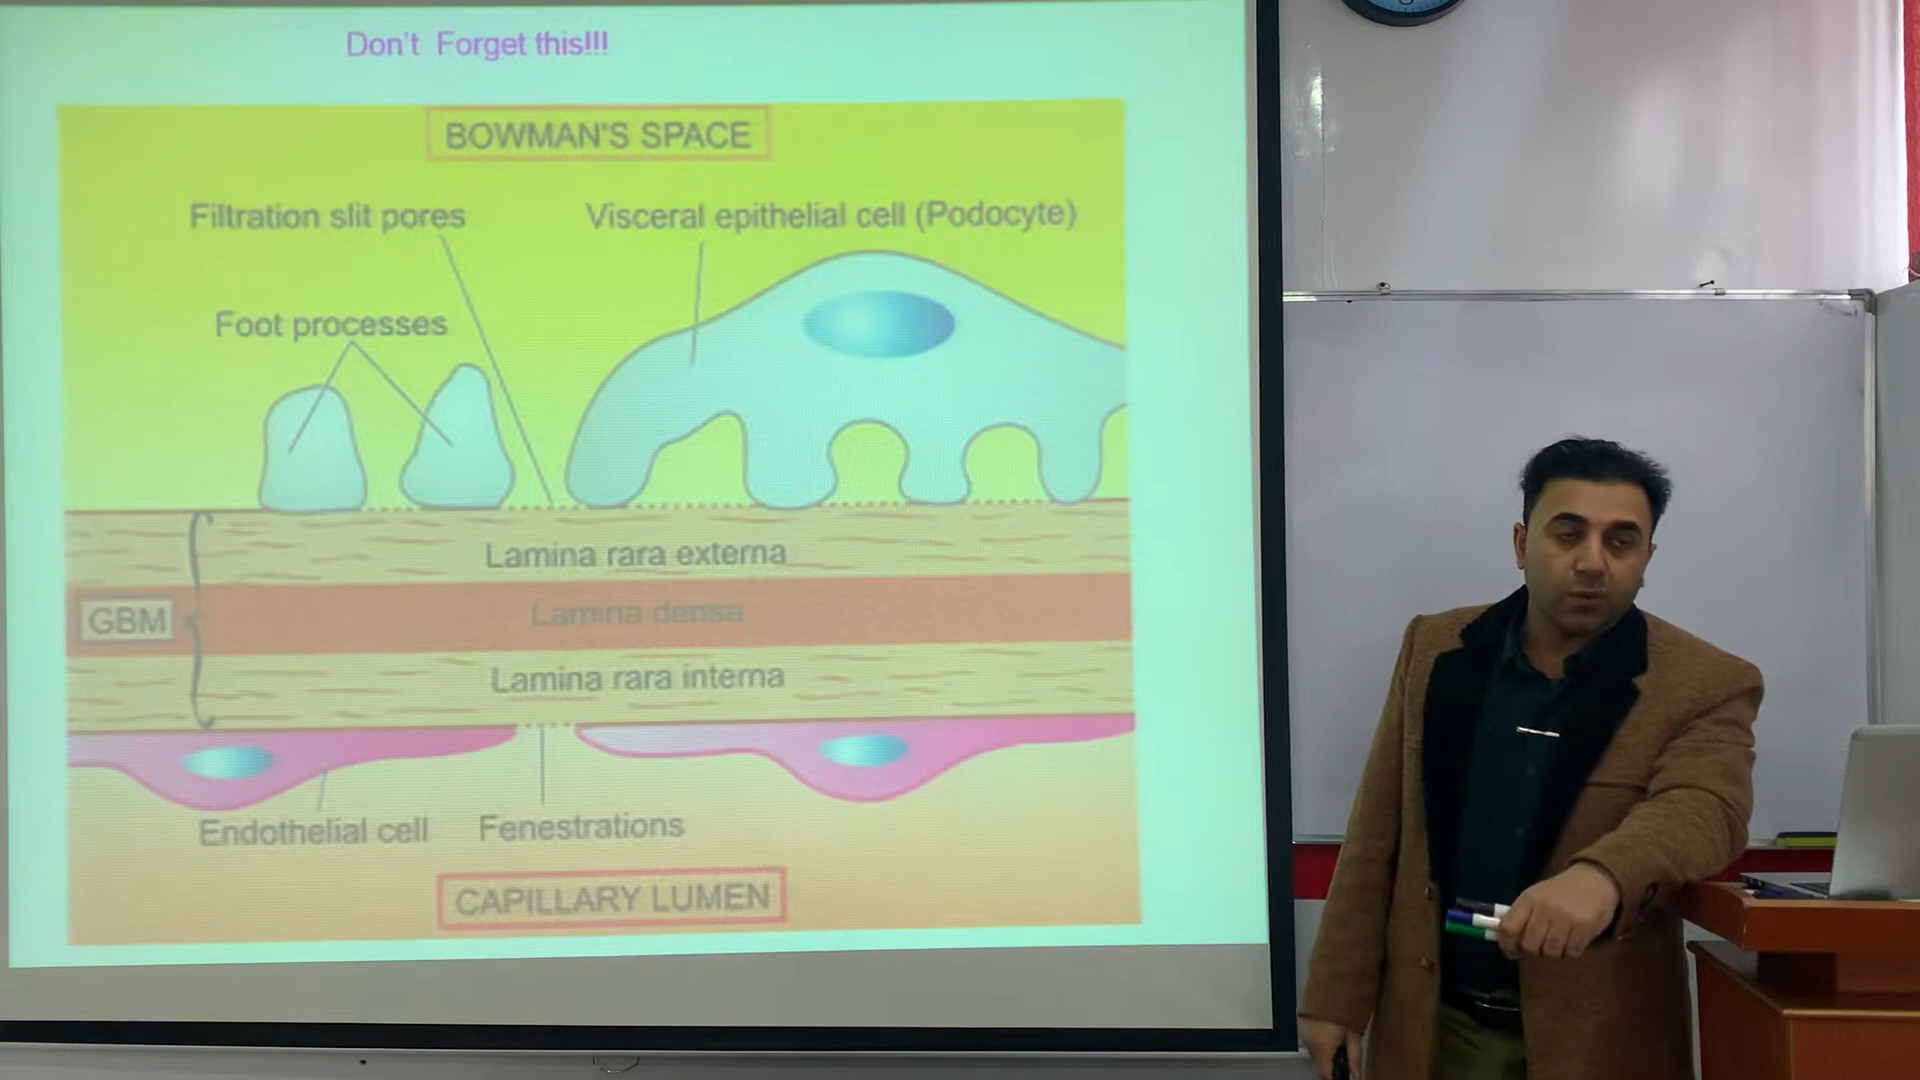 Don't Forget this!!!
BOWMAN'S SPACE
Filtration slit pores
Visceral epithelial cell (Podocyte)
Foot processes
Lamina rara externa
GBM
Lamina densa
Lamina rara interna
Endothelial cell
Fenestrations
CAPILLARY LUMEN